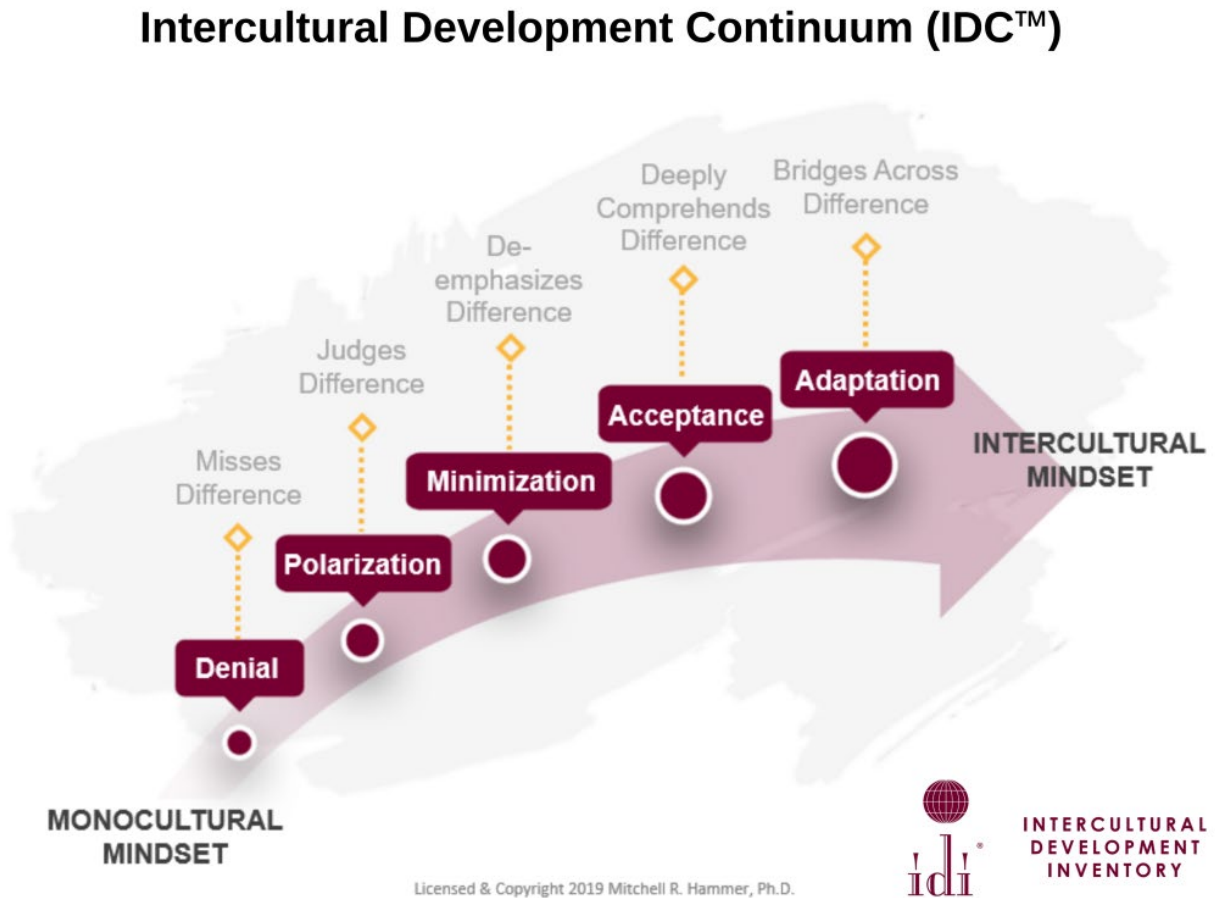 Intercultural Development Continuum (IDC™)
Deeply
Comprehends
Difference
Bridges Across
Difference
De-
emphasizes
Difference
Judges
Difference
Misses
Difference
Adaptation
Acceptance
Minimization
Polarization
Denial
INTERCULTURAL
MINDSET
MONOCULTURAL
MINDSET
idi®
INTERCULTURAL
DEVELOPMENT
INVENTORY
Licensed & Copyright 2019 Mitchell R. Hammer, Ph.D.